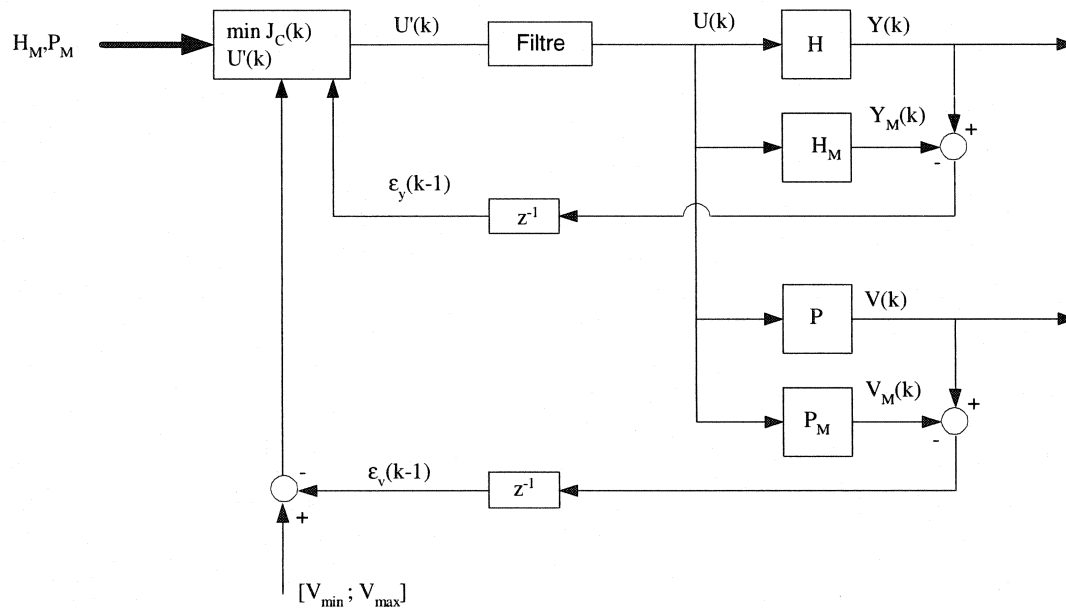 H_M,P_M
min J_C(k)
U'(k)
U'(k)
Filtre
U(k)
H
Y(k)
H_M
Y_M(k)
+
-
ε_y(k-1)
z^-1
P
V(k)
P_M
V_M(k)
+
-
ε_v(k-1)
z^-1
-
+
[V_min ; V_max]